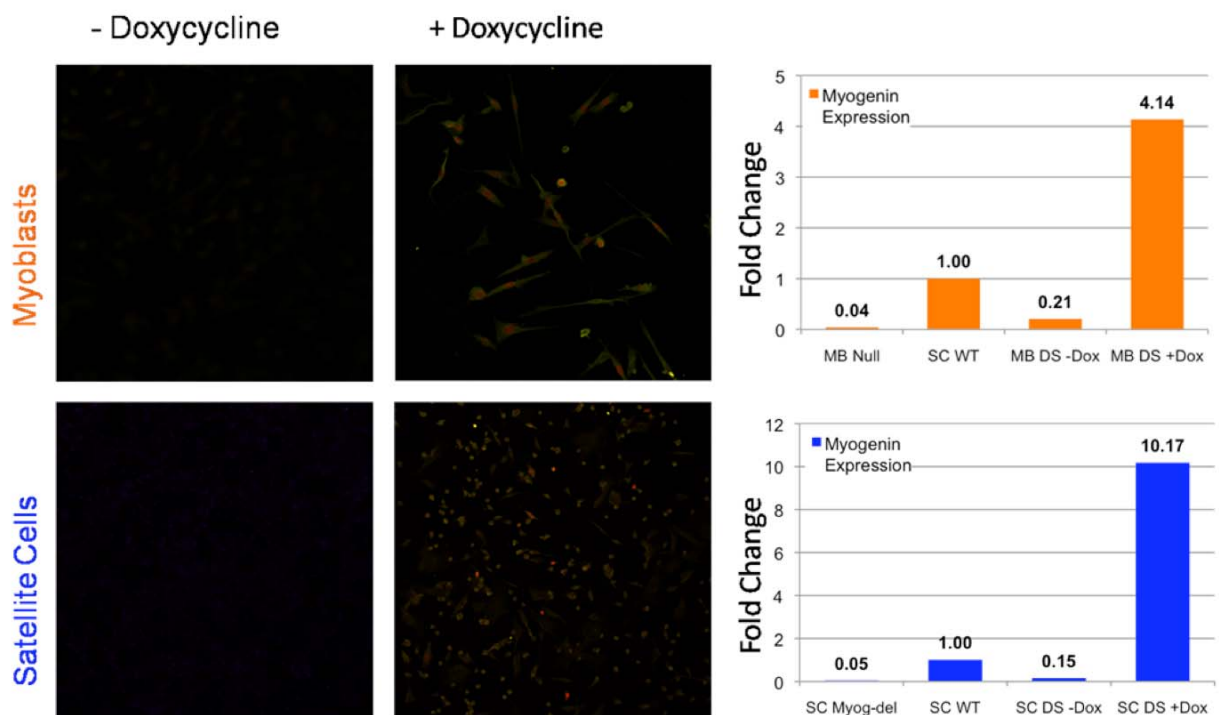 - Doxycycline
+ Doxycycline
Myoblasts
Fold Change
5
4
3
2
1
0
Myogenin
Expression
0.04
1.00
0.21
4.14
MB Null
SC WT
MB DS -Dox
MB DS +Dox
Satellite Cells
Fold Change
12
10
8
6
4
2
0
Myogenin
Expression
0.05
1.00
0.15
10.17
SC Myog-del
SC WT
SC DS -Dox
SC DS +Dox